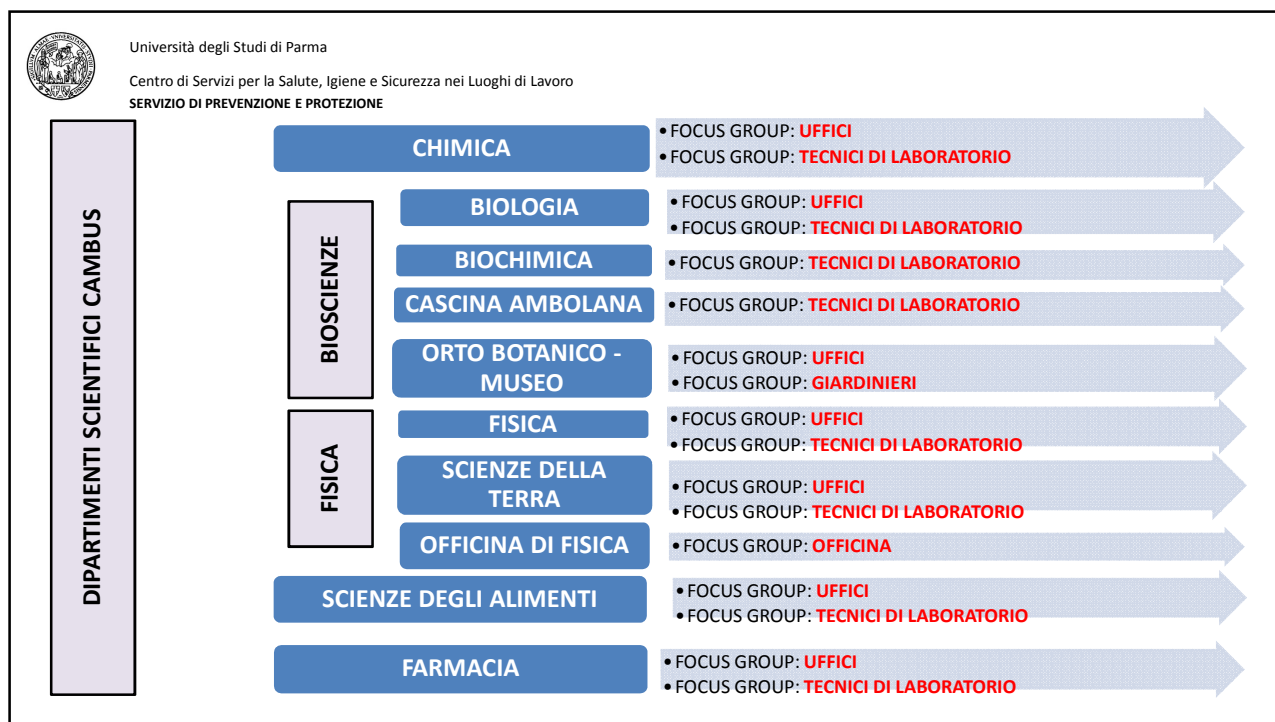 Università degli Studi di Parma
Centro di Servizi per la Salute, Igiene e Sicurezza nei Luoghi di Lavoro
SERVIZIO DI PREVENZIONE E PROTEZIONE
DIPARTIMENTI SCIENTIFICI CAMBUS
CHIMICA
• FOCUS GROUP: UFFICI
• FOCUS GROUP: TECNICI DI LABORATORIO
BIOSCIENZE
BIOLOGIA
• FOCUS GROUP: UFFICI
• FOCUS GROUP: TECNICI DI LABORATORIO
BIOCHIMICA
• FOCUS GROUP: TECNICI DI LABORATORIO
CASCINA AMBOLANA
• FOCUS GROUP: TECNICI DI LABORATORIO
ORTO BOTANICO -
MUSEO
• FOCUS GROUP: UFFICI
• FOCUS GROUP: GIARDINIERI
FISICA
FISICA
• FOCUS GROUP: UFFICI
• FOCUS GROUP: TECNICI DI LABORATORIO
SCIENZE DELLA
TERRA
• FOCUS GROUP: UFFICI
• FOCUS GROUP: TECNICI DI LABORATORIO
OFFICINA DI FISICA
• FOCUS GROUP: OFFICINA
SCIENZE DEGLI ALIMENTI
• FOCUS GROUP: UFFICI
• FOCUS GROUP: TECNICI DI LABORATORIO
FARMACIA
• FOCUS GROUP: UFFICI
• FOCUS GROUP: TECNICI DI LABORATORIO